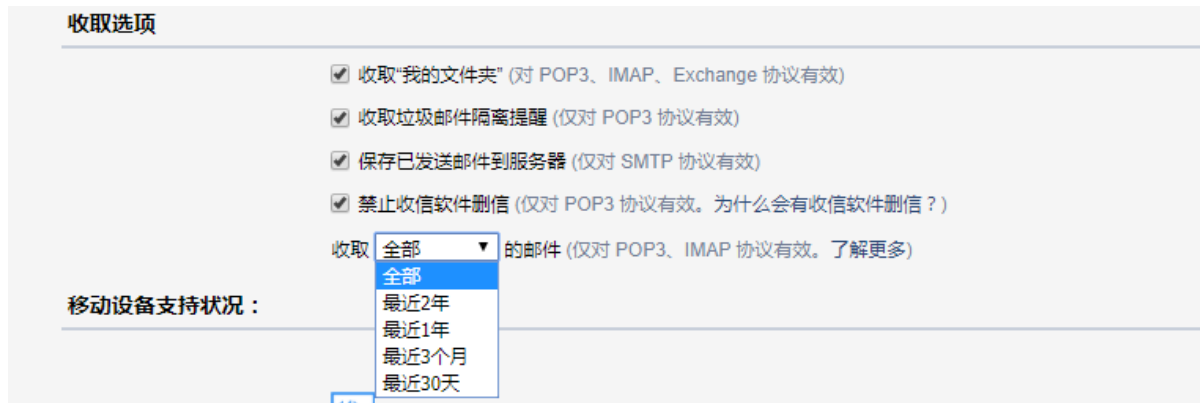 收取选项
收取“我的文件夹” (对 POP3、IMAP、Exchange 协议有效)
收取垃圾邮件隔离提醒 (仅对 POP3 协议有效)
保存已发送邮件到服务器 (仅对 SMTP 协议有效)
禁止收信软件删信 (仅对 POP3 协议有效。为什么会有收信软件删信？)
收取 全部 的邮件 (仅对 POP3、IMAP 协议有效。了解更多)
全部
最近2年
最近1年
最近3个月
最近30天
移动设备支持状况：